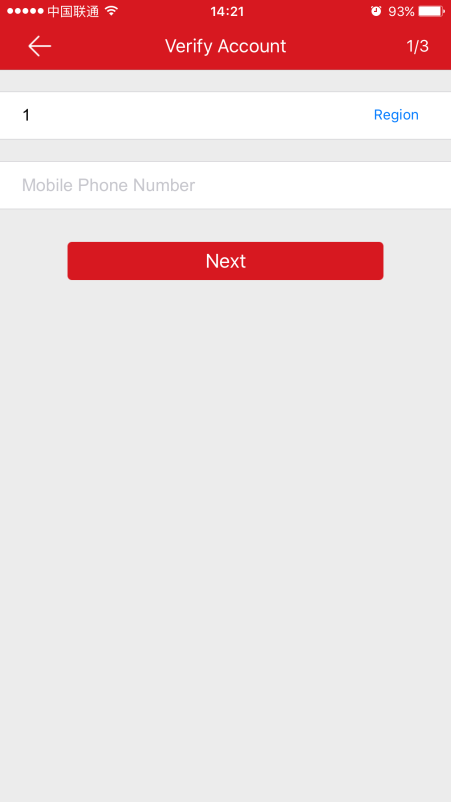 中国联通 14:21 93%
Verify Account 1/3
1 Region
Mobile Phone Number
Next